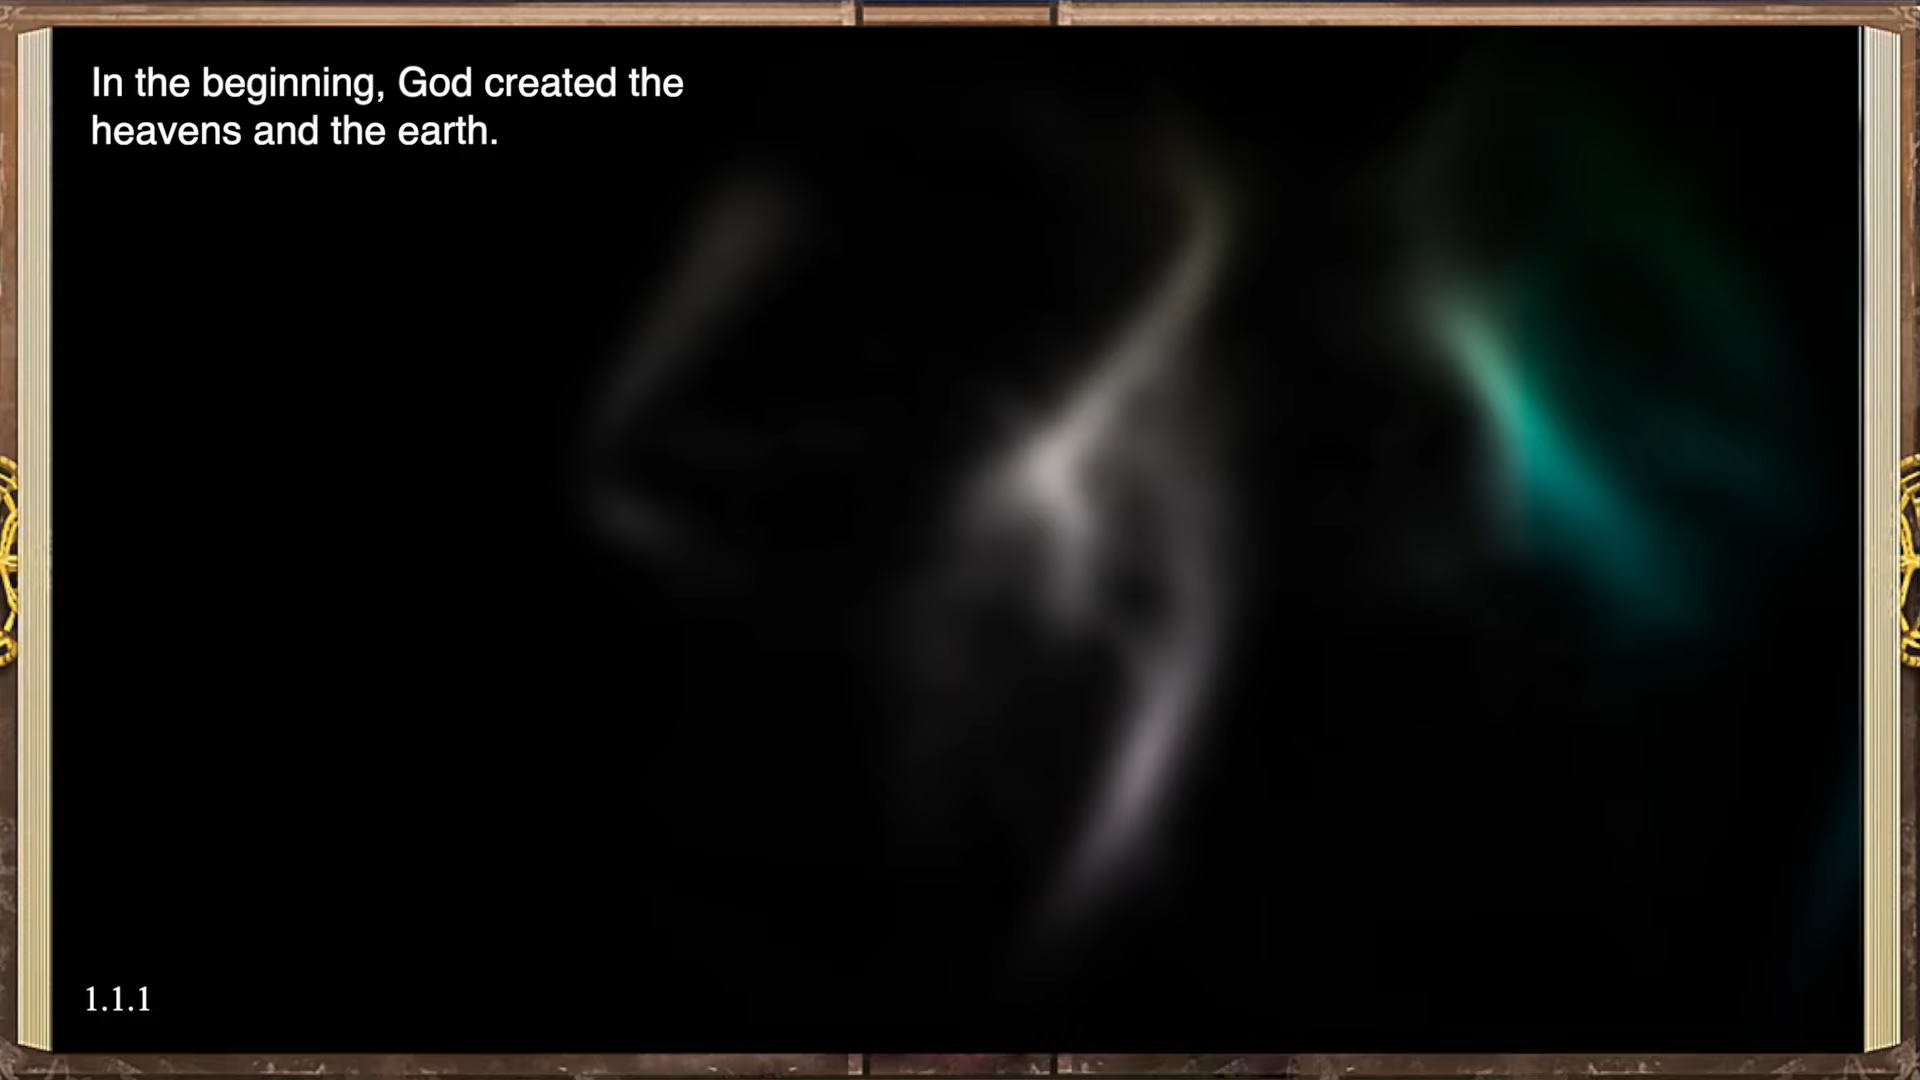 In the beginning, God created the
heavens and the earth.
1.1.1